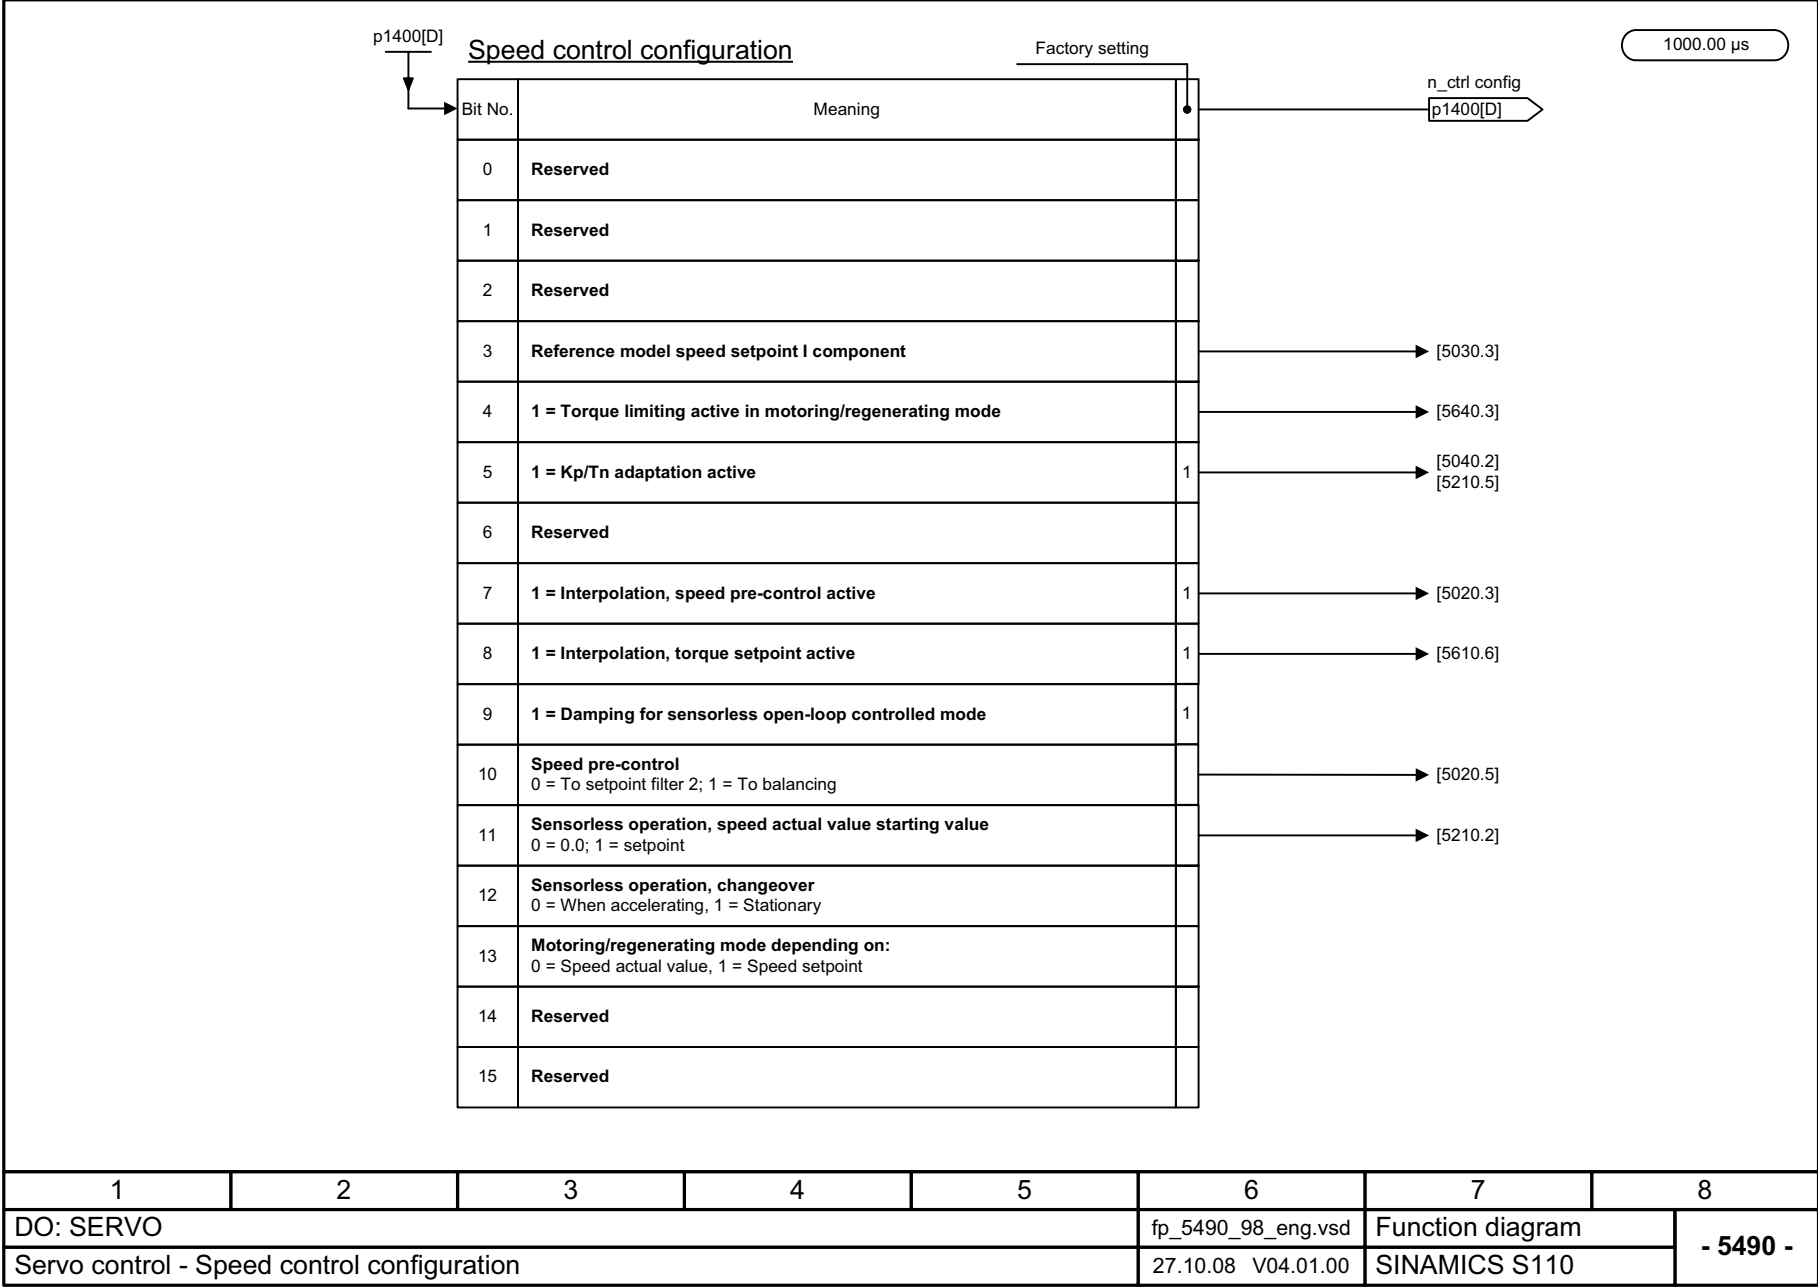 p1400[D]
Speed control configuration
Factory setting
1000.00 µs
n_ctrl config
p1400[D]
Bit No. Meaning
0 Reserved
1 Reserved
2 Reserved
3 Reference model speed setpoint I component [5030.3]
4 1 = Torque limiting active in motoring/regenerating mode [5640.3]
5 1 = Kp/Tn adaptation active 1 [5040.2]
[5210.5]
6 Reserved
7 1 = Interpolation, speed pre-control active 1 [5020.3]
8 1 = Interpolation, torque setpoint active 1 [5610.6]
9 1 = Damping for sensorless open-loop controlled mode 1
10 Speed pre-control
0 = To setpoint filter 2; 1 = To balancing [5020.5]
11 Sensorless operation, speed actual value starting value
0 = 0.0; 1 = setpoint [5210.2]
12 Sensorless operation, changeover
0 = When accelerating, 1 = Stationary
13 Motoring/regenerating mode depending on:
0 = Speed actual value, 1 = Speed setpoint
14 Reserved
15 Reserved
1 2 3 4 5 6 7 8
DO: SERVO fp_5490_98_eng.vsd Function diagram
- 5490 -
Servo control - Speed control configuration 27.10.08 V04.01.00 SINAMICS S110